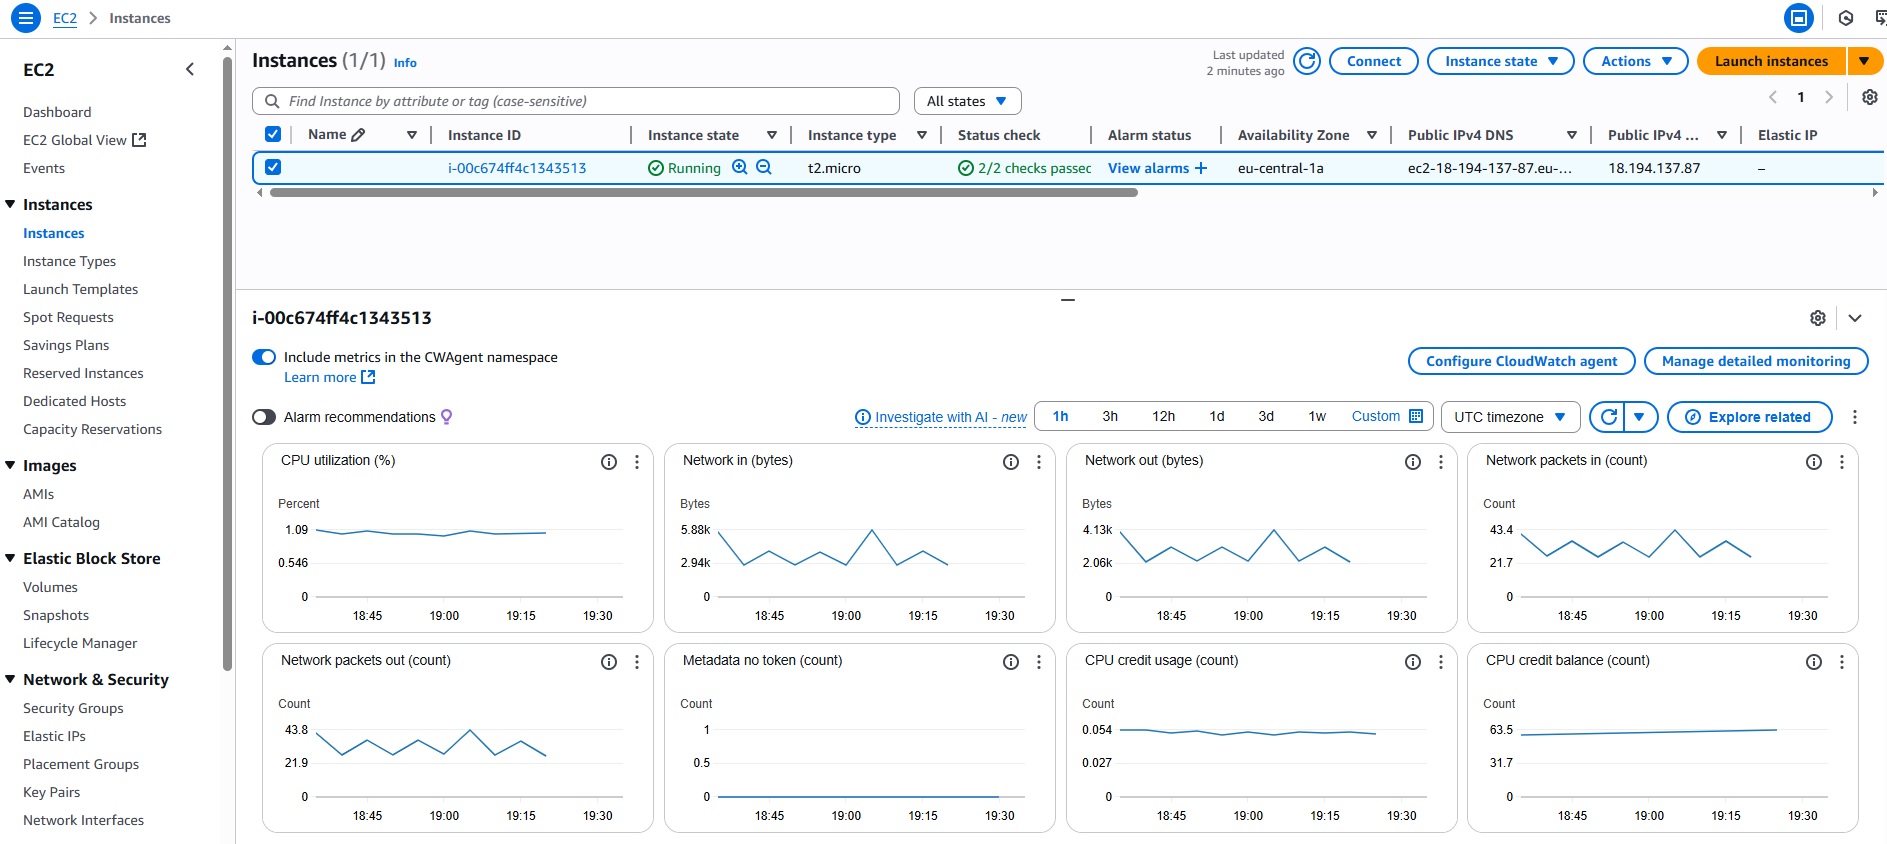 EC2 > Instances
EC2
Dashboard
EC2 Global View
Events
Instances
Instances
Instance Types
Launch Templates
Spot Requests
Savings Plans
Reserved Instances
Dedicated Hosts
Capacity Reservations
Images
AMIs
AMI Catalog
Elastic Block Store
Volumes
Snapshots
Lifecycle Manager
Network & Security
Security Groups
Elastic IPs
Placement Groups
Key Pairs
Network Interfaces
Instances (1/1) Info
Last updated
2 minutes ago
Connect Instance state Actions Launch instances
Find Instance by attribute or tag (case-sensitive) All states 1
Name Instance ID Instance state Instance type Status check Alarm status Availability Zone Public IPv4 DNS Public IPv4 ... Elastic IP
i-00c674ff4c1343513 Running t2.micro 2/2 checks passec View alarms + eu-central-1a ec2-18-194-137-87.eu-... 18.194.137.87 –
i-00c674ff4c1343513
Include metrics in the CWAgent namespace
Learn more
Configure CloudWatch agent Manage detailed monitoring
Alarm recommendations Investigate with AI - new 1h 3h 12h 1d 3d 1w Custom UTC timezone Explore related
CPU utilization (%)
Percent
1.09
0.546
0
18:45 19:00 19:15 19:30
Network in (bytes)
Bytes
5.88k
2.94k
0
18:45 19:00 19:15 19:30
Network out (bytes)
Bytes
4.13k
2.06k
0
18:45 19:00 19:15 19:30
Network packets in (count)
Count
43.4
21.7
0
18:45 19:00 19:15 19:30
Network packets out (count)
Count
43.8
21.9
0
18:45 19:00 19:15 19:30
Metadata no token (count)
Count
1
0.5
0
18:45 19:00 19:15 19:30
CPU credit usage (count)
Count
0.054
0.027
0
18:45 19:00 19:15 19:30
CPU credit balance (count)
Count
63.5
31.7
0
18:45 19:00 19:15 19:30